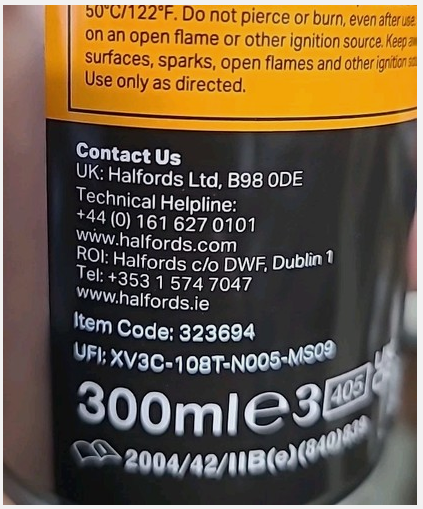 50°C/122°F. Do not pierce or burn, even after use
on an open flame or other ignition source. Keep
surfaces, sparks, open flames and other ignition
Use only as directed.
Contact Us
UK: Halfords Ltd, B98 0DE
Technical Helpline:
+44 (0) 161 627 0101
www.halfords.com
ROI: Halfords c/o DWF, Dublin 1
Tel: +353 1 574 7047
www.halfords.ie
Item Code: 323694
UFI: XV3C-108T-N005-MS09
300ml℮ 3 405
2004/42/IIB(e)(840)839